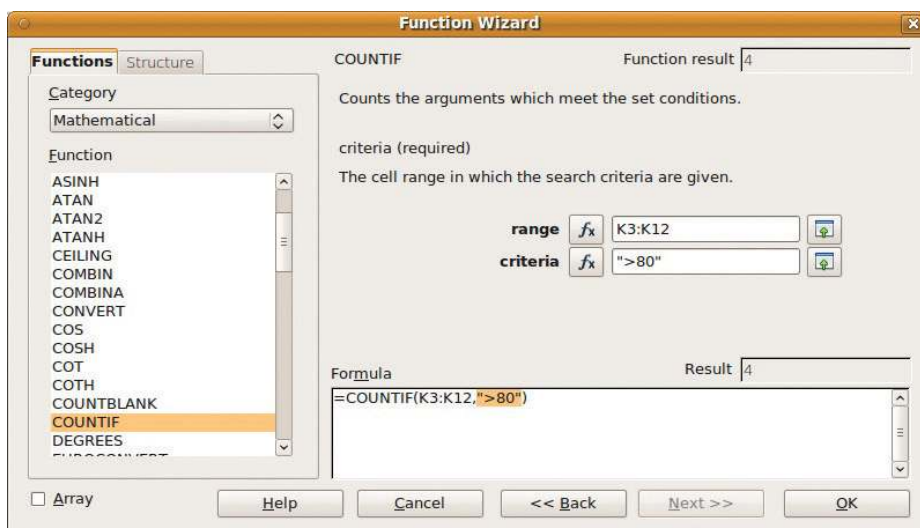 Function Wizard
Functions
Structure
Category
Mathematical
Function
ASINH
ATAN
ATAN2
ATANH
CEILING
COMBIN
COMBINA
CONVERT
COS
COSH
COT
COTH
COUNTBLANK
COUNTIF
DEGREES
COUNTIF
Function result 4
Counts the arguments which meet the set conditions.
criteria (required)
The cell range in which the search criteria are given.
range fx K3:K12
criteria fx ">80"
Formula
Result 4
=COUNTIF(K3:K12,">80")
Array
Help
Cancel
<< Back
Next >>
OK